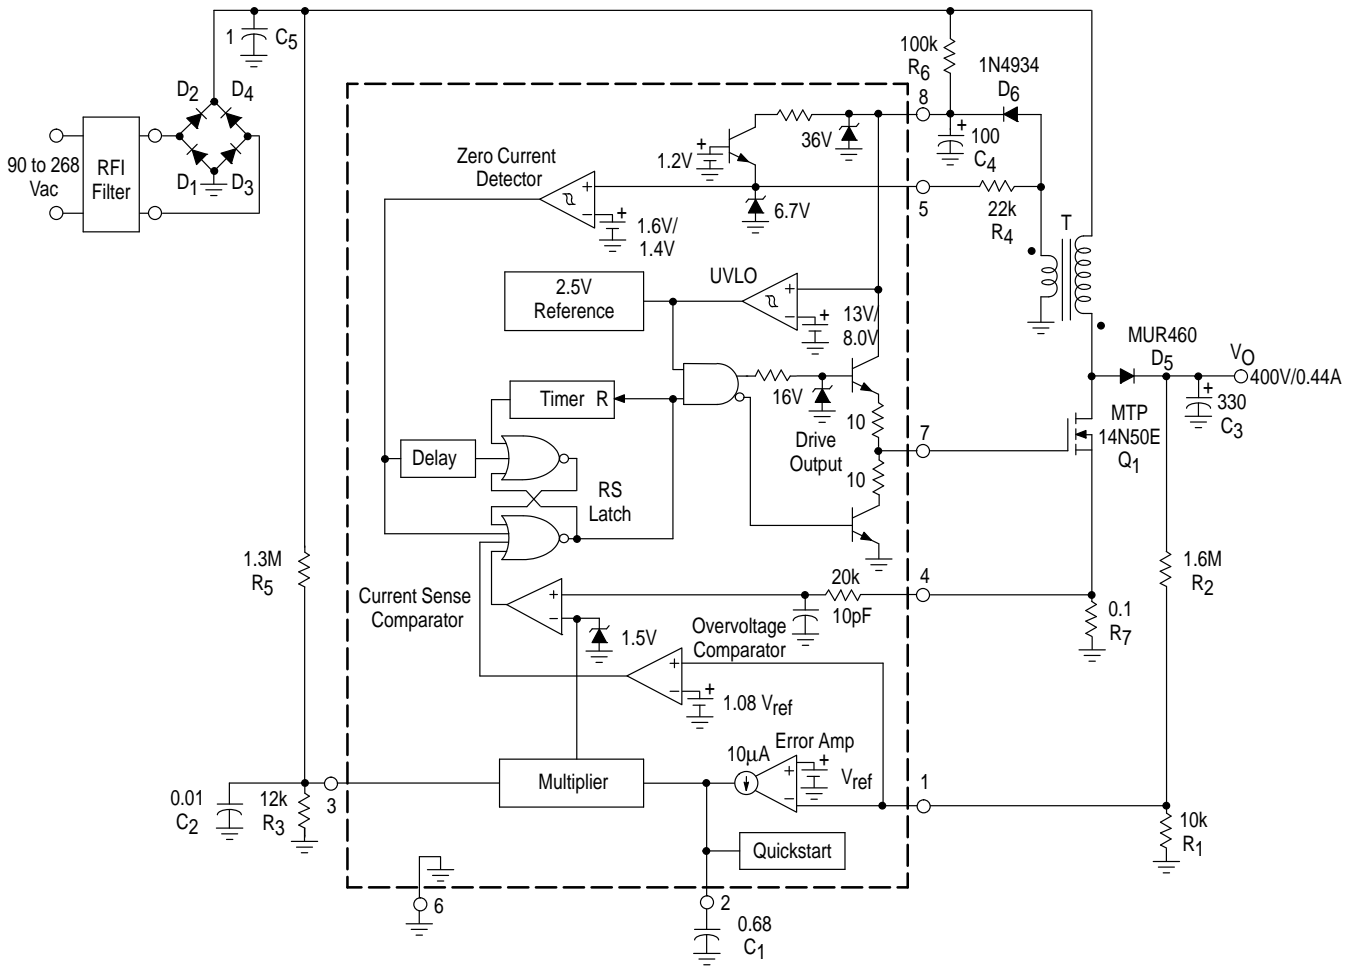 1
C5
100k
R6
1N4934
D6
8
D2
D4
D1
D3
90 to 268
Vac
RFI
Filter
36V
100
C4
1.2V
Zero Current
Detector
+
−
+
1.6V/
1.4V
6.7V
5
22k
R4
T
2.5V
Reference
UVLO
+
−
+
13V/
8.0V
MUR460
D5
VO
400V/0.44A
+
330
C3
Timer R
16V
10
Drive
Output
10
7
MTP
14N50E
Q1
Delay
RS
Latch
1.3M
R5
1.6M
R2
Current Sense
Comparator
+
−
20k
10pF
4
0.1
R7
1.5V
Overvoltage
Comparator
+
−
+
1.08 Vref
Multiplier
10μA
Error Amp
+
−
+
Vref
1
0.01
C2
12k
R3
3
10k
R1
Quickstart
6
2
0.68
C1